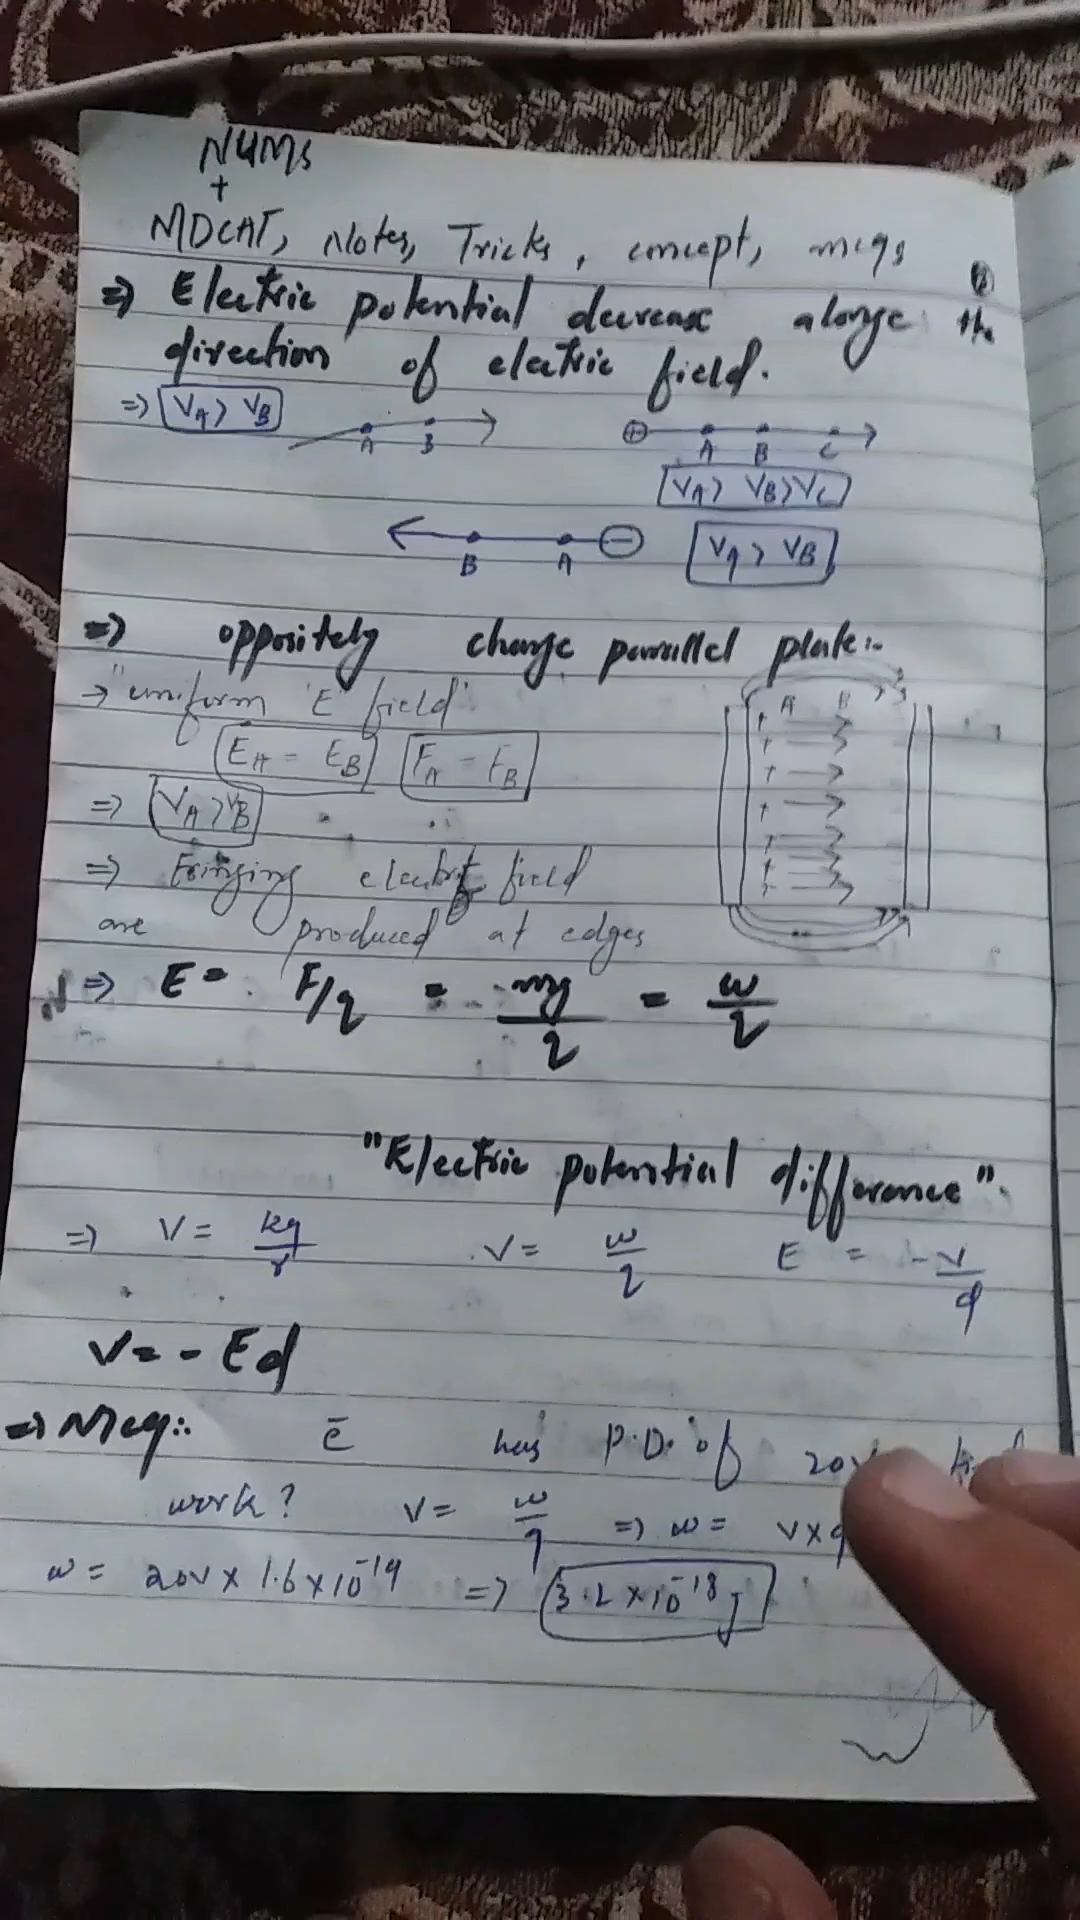 NUMS
+
MDCAT, Notes, Tricks, concept, mcqs
⇒ Electric potential decrease alonge the
direction of electric field.
⇒ VA > VB
A B
+ A B C
VA > VB > VC
B A −
VA > VB
⇒ oppositely charge parallel plate:-
→ "uniform 'E' field"
EA = EB FA = FB
A B
⇒ VA > VB
⇒ Fringing electric field
are produced at edges
⇒ E = F/q = mg/q = w/q
"Electric potential difference".
⇒ V = kq/r V = w/q E = -V/d
V = - Ed
⇒ Mcq:: ē has P.D. of 20V
work? V = w/q ⇒ w = V×q
w = 20V × 1.6 × 10^-19 ⇒ 3.2 × 10^-18 J